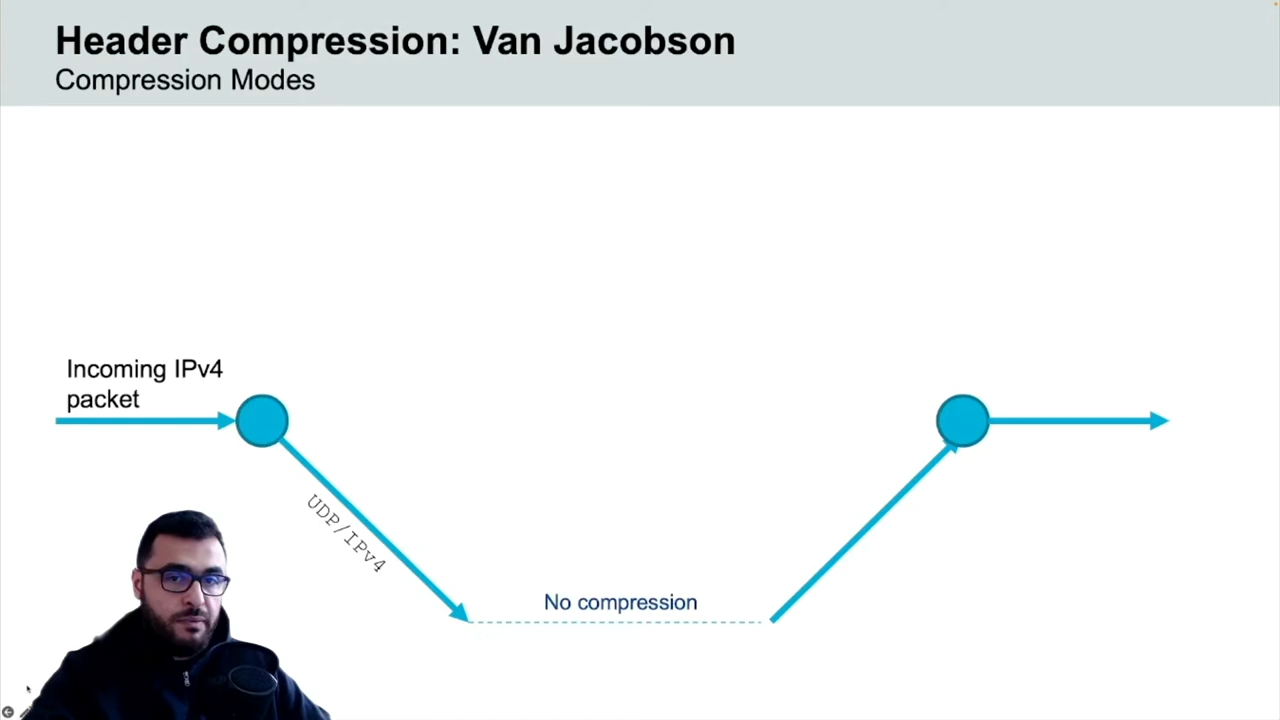 Header Compression: Van Jacobson
Compression Modes
Incoming IPv4
packet
UDP/IPv4
No compression